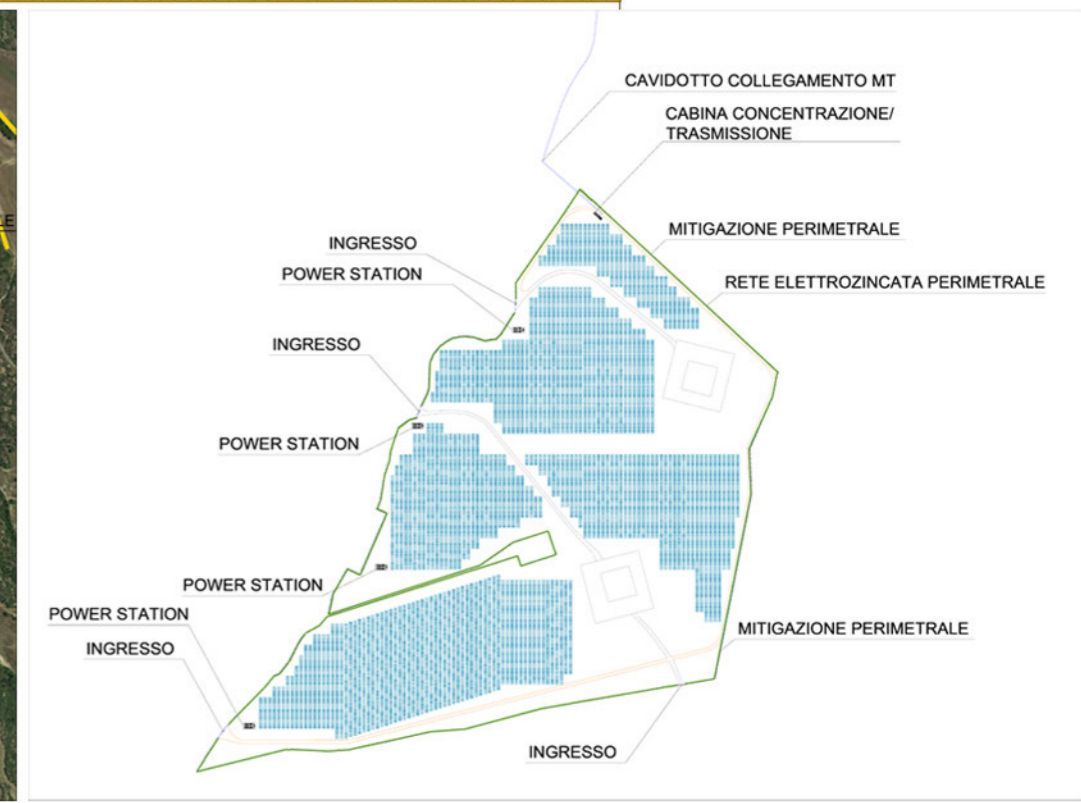 CAVIDOTTO COLLEGAMENTO MT
CABINA CONCENTRAZIONE/
TRASMISSIONE
MITIGAZIONE PERIMETRALE
INGRESSO
POWER STATION
RETE ELETTROZINCATA PERIMETRALE
INGRESSO
POWER STATION
POWER STATION
POWER STATION
INGRESSO
MITIGAZIONE PERIMETRALE
INGRESSO